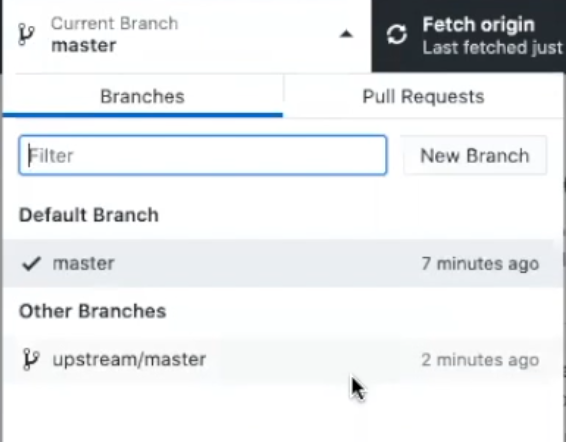 Current Branch
master
Fetch origin
Last fetched just
Branches
Pull Requests
Filter
New Branch
Default Branch
master
7 minutes ago
Other Branches
upstream/master
2 minutes ago